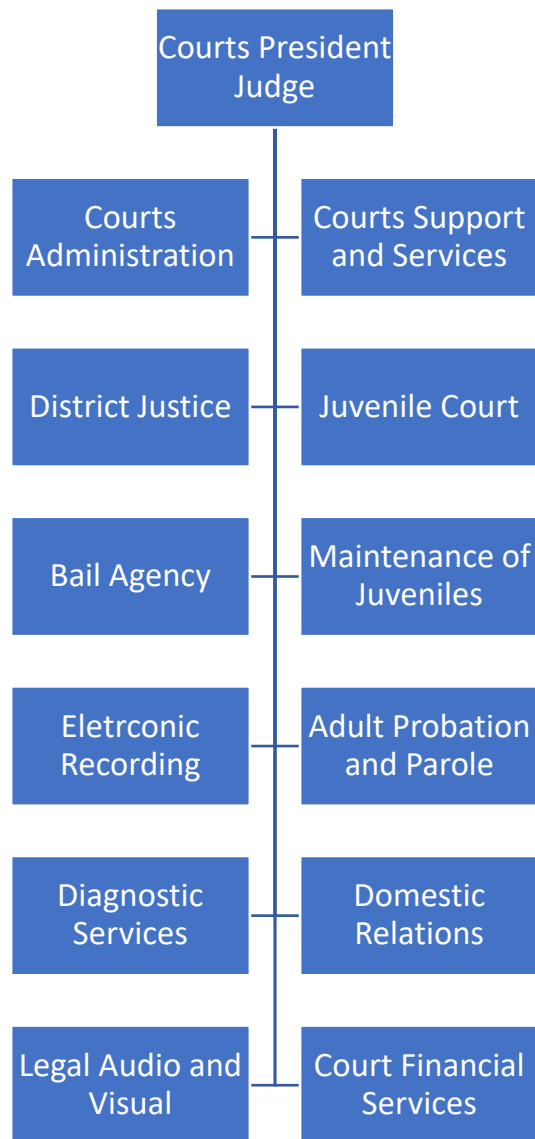 Courts President
Judge
Courts
Administration
Courts Support
and Services
District Justice
Juvenile Court
Bail Agency
Maintenance of
Juveniles
Eletrconic
Recording
Adult Probation
and Parole
Diagnostic
Services
Domestic
Relations
Legal Audio and
Visual
Court Financial
Services